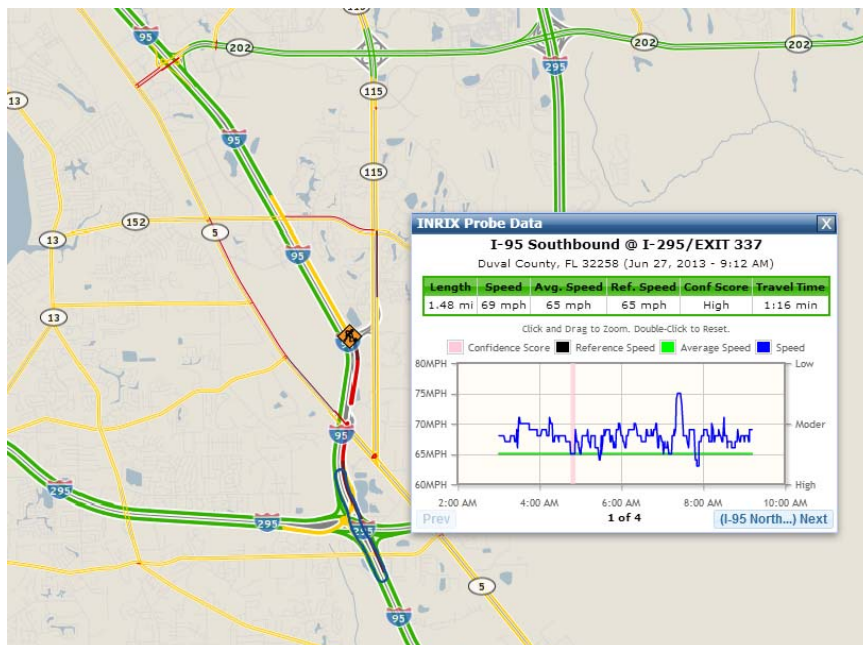 95
202
202
202
295
115
13
95
115
152
13
5
95
13
95
295
295
295
5
95
INRIX Probe Data
X
I-95 Southbound @ I-295/EXIT 337
Duval County, FL 32258 (Jun 27, 2013 - 9:12 AM)
Length Speed Avg. Speed Ref. Speed Conf Score Travel Time
1.48 mi 69 mph 65 mph 65 mph High 1:16 min
Click and Drag to Zoom. Double-Click to Reset.
Confidence Score Reference Speed Average Speed Speed
80MPH Low
75MPH
70MPH Moder
65MPH
60MPH High
2:00 AM 4:00 AM 6:00 AM 8:00 AM 10:00 AM
Prev 1 of 4 (I-95 North...) Next